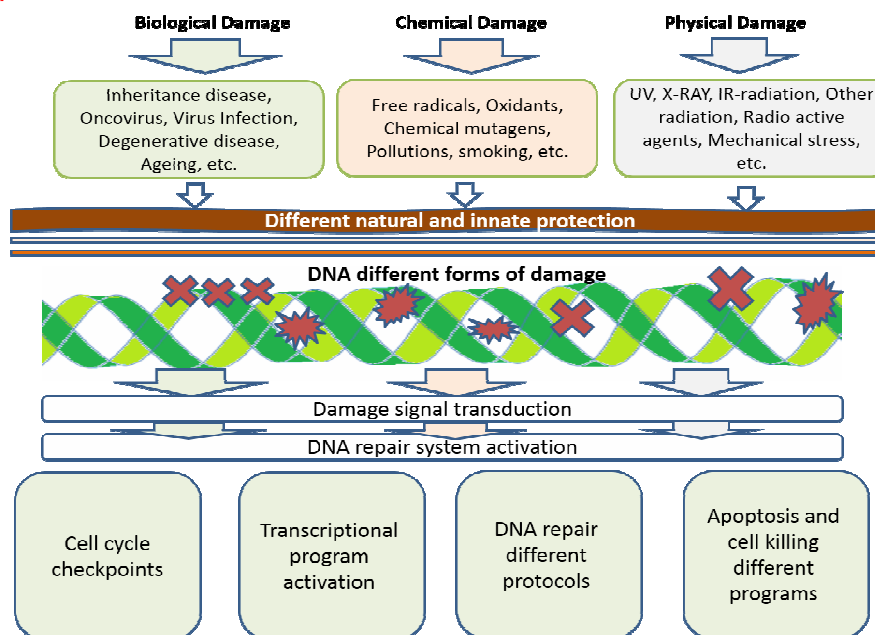 Biological Damage
Chemical Damage
Physical Damage
Inheritance disease,
Oncovirus, Virus Infection,
Degenerative disease,
Ageing, etc.
Free radicals, Oxidants,
Chemical mutagens,
Pollutions, smoking, etc.
UV, X-RAY, IR-radiation, Other
radiation, Radio active
agents, Mechanical stress,
etc.
Different natural and innate protection
DNA different forms of damage
Damage signal transduction
DNA repair system activation
Cell cycle
checkpoints
Transcriptional
program
activation
DNA repair
different
protocols
Apoptosis and
cell killing
different
programs